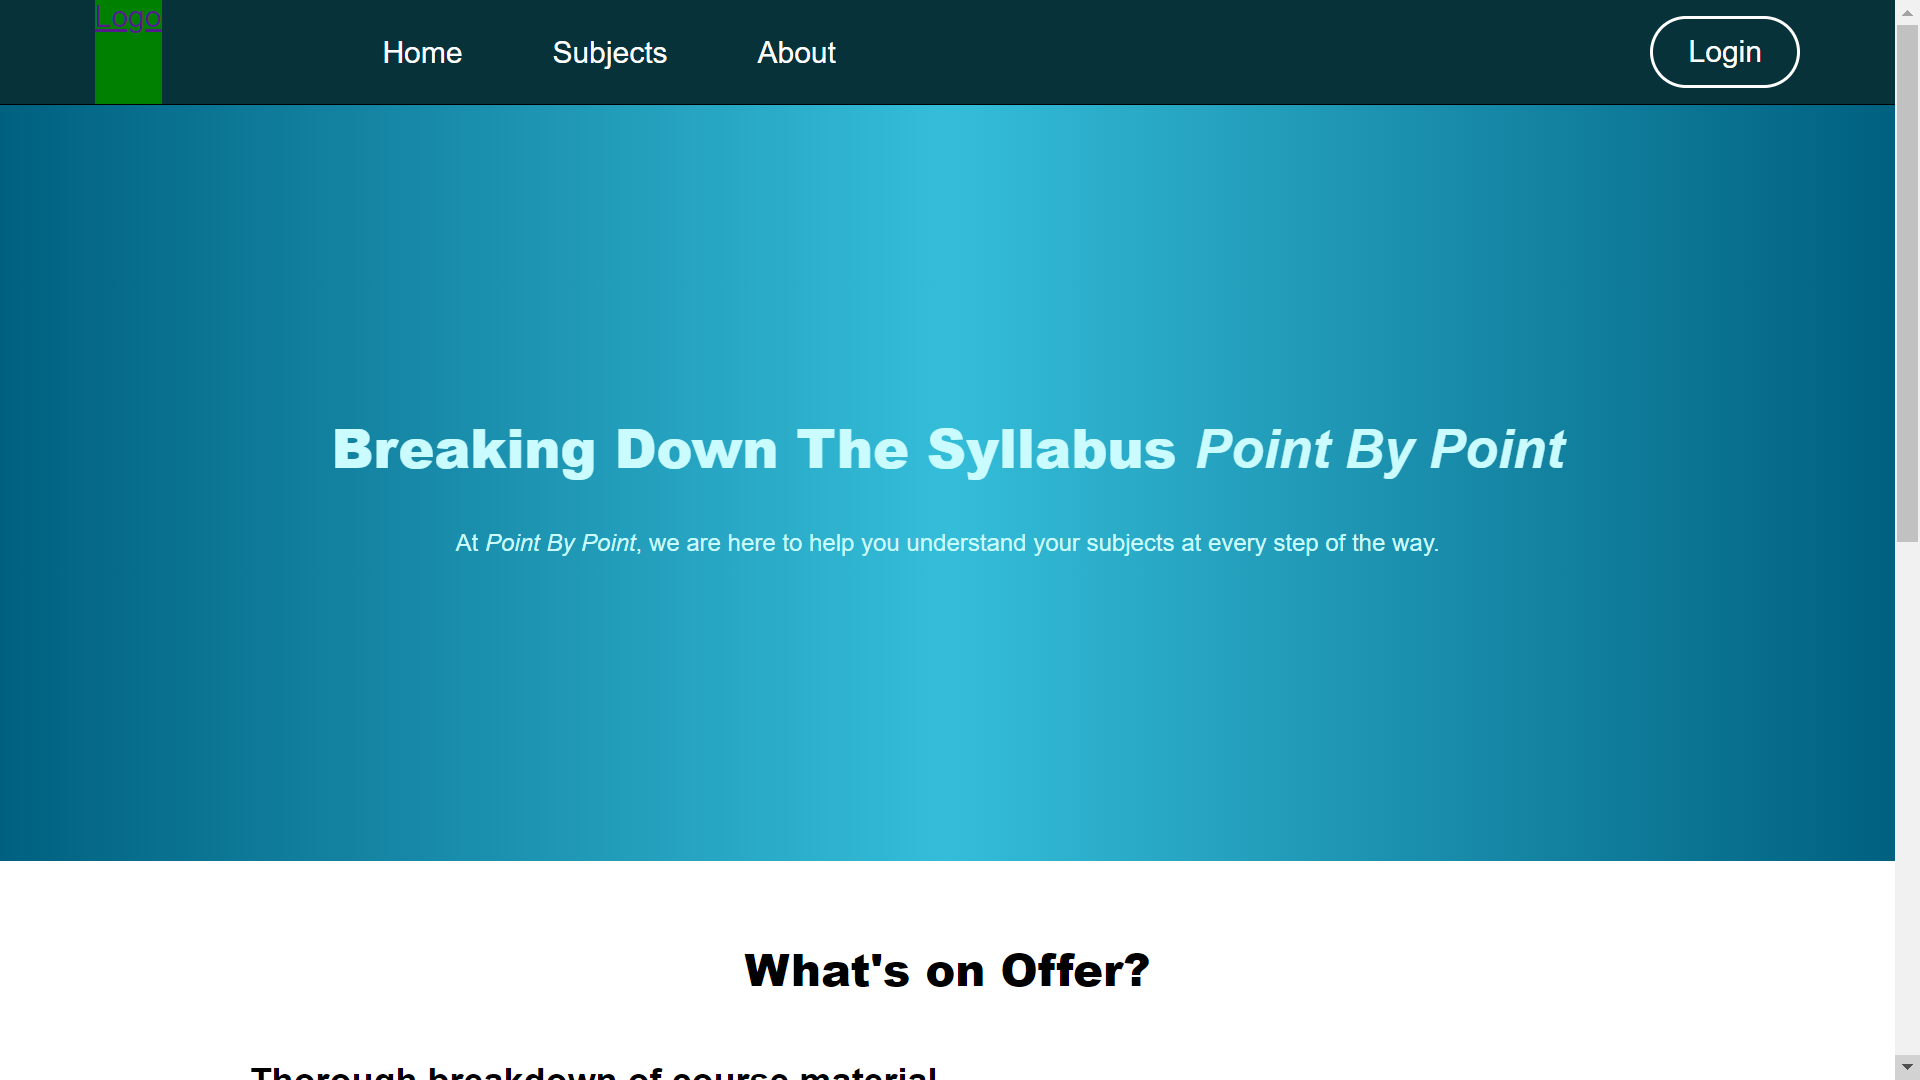 Logo
Home
Subjects
About
Login
Breaking Down The Syllabus Point By Point
At Point By Point, we are here to help you understand your subjects at every step of the way.
What's on Offer?
Thorough breakdown of course material